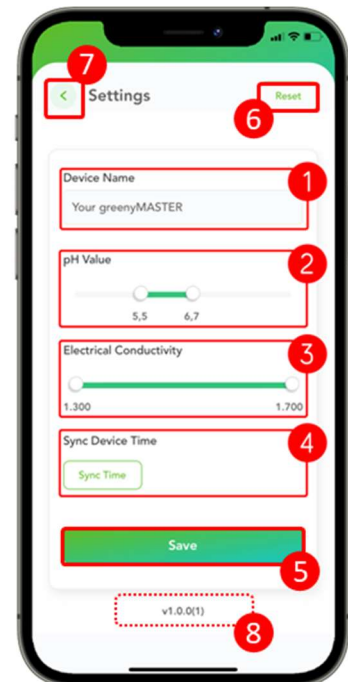 7
Settings
Reset
6
Device Name
1
Your greenyMASTER
pH Value
2
5,5 6,7
Electrical Conductivity
3
1.300 1.700
Sync Device Time
4
Sync Time
Save
5
v1.0.0(1)
8